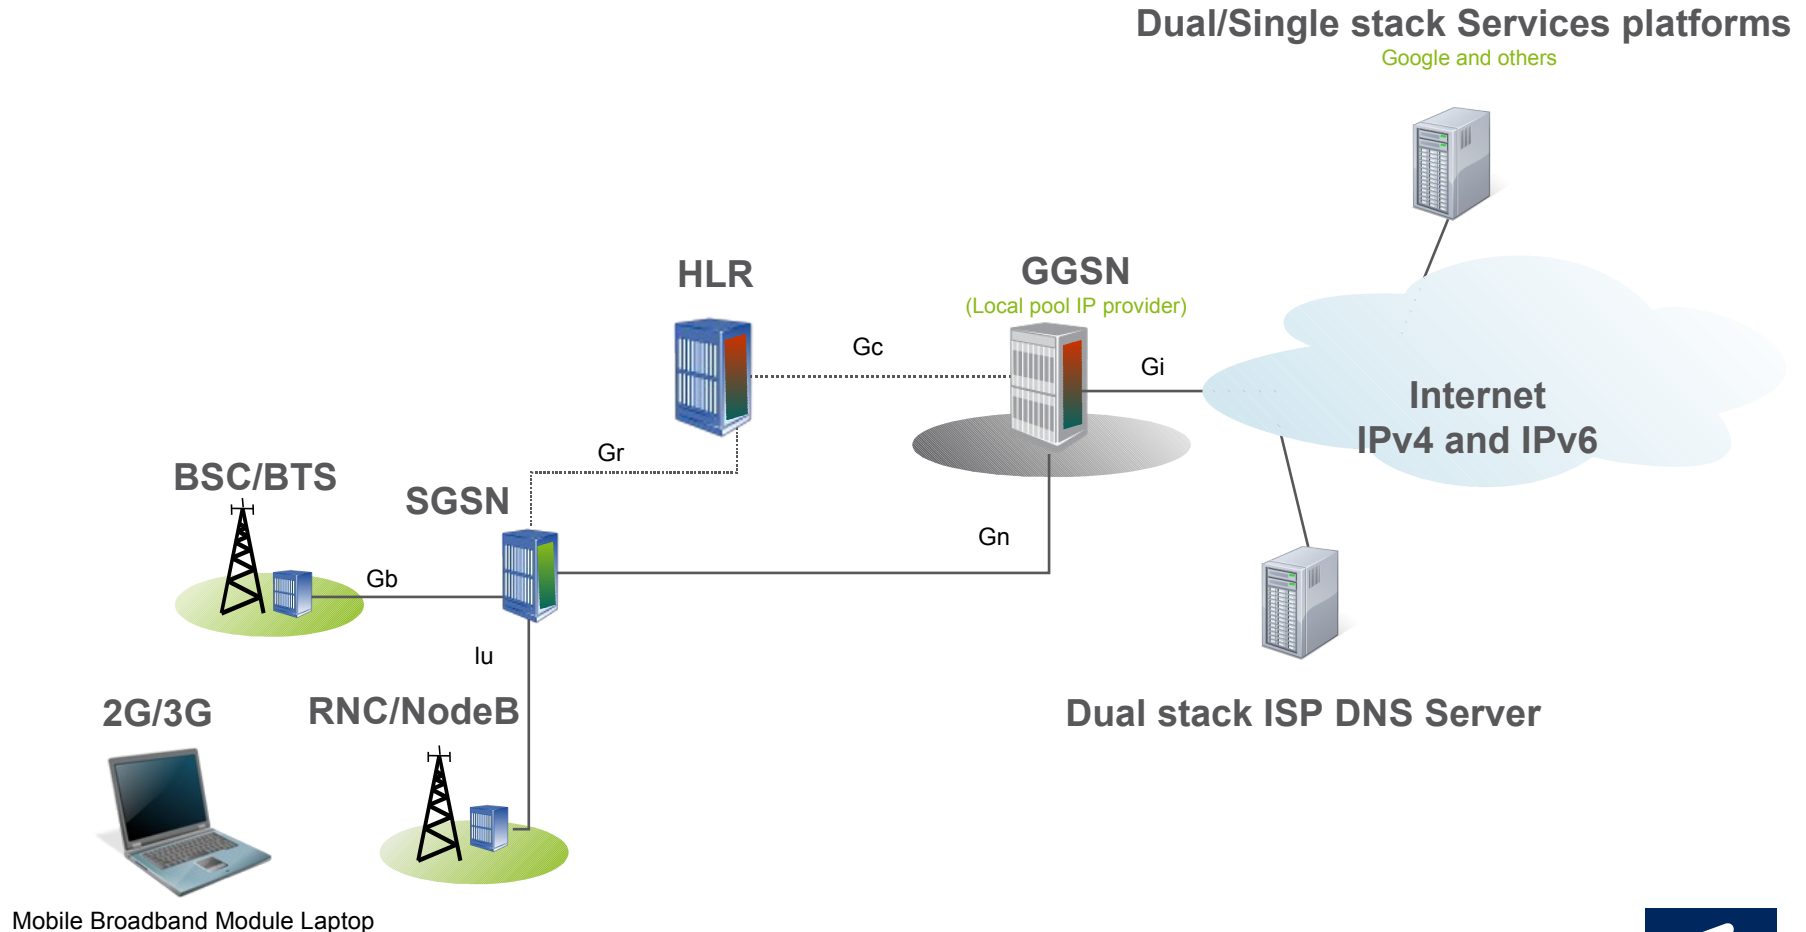 Dual/Single stack Services platforms
Google and others
HLR
GGSN
(Local pool IP provider)
Gc
Gi
Internet
IPv4 and IPv6
Gr
BSC/BTS
SGSN
Gn
Gb
Iu
2G/3G
RNC/NodeB
Dual stack ISP DNS Server
Mobile Broadband Module Laptop